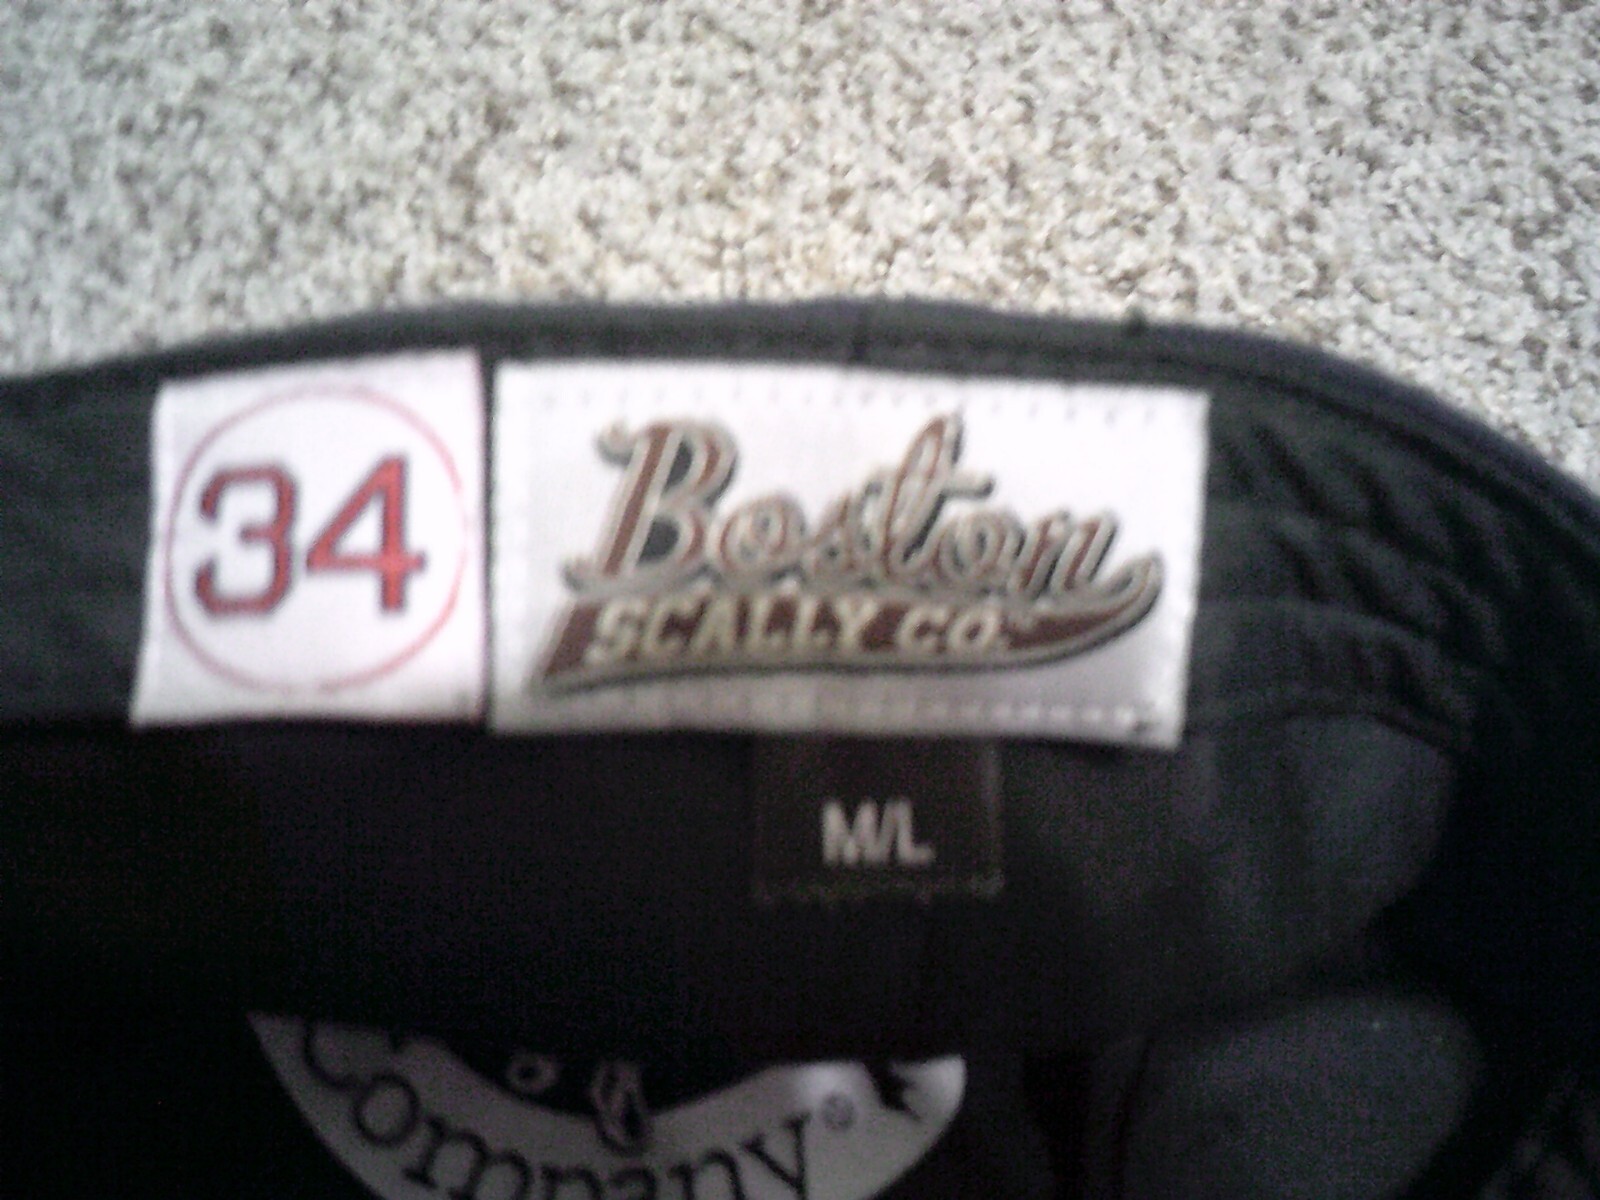 34
Boston
SCALLY CO.
M/L
Company®